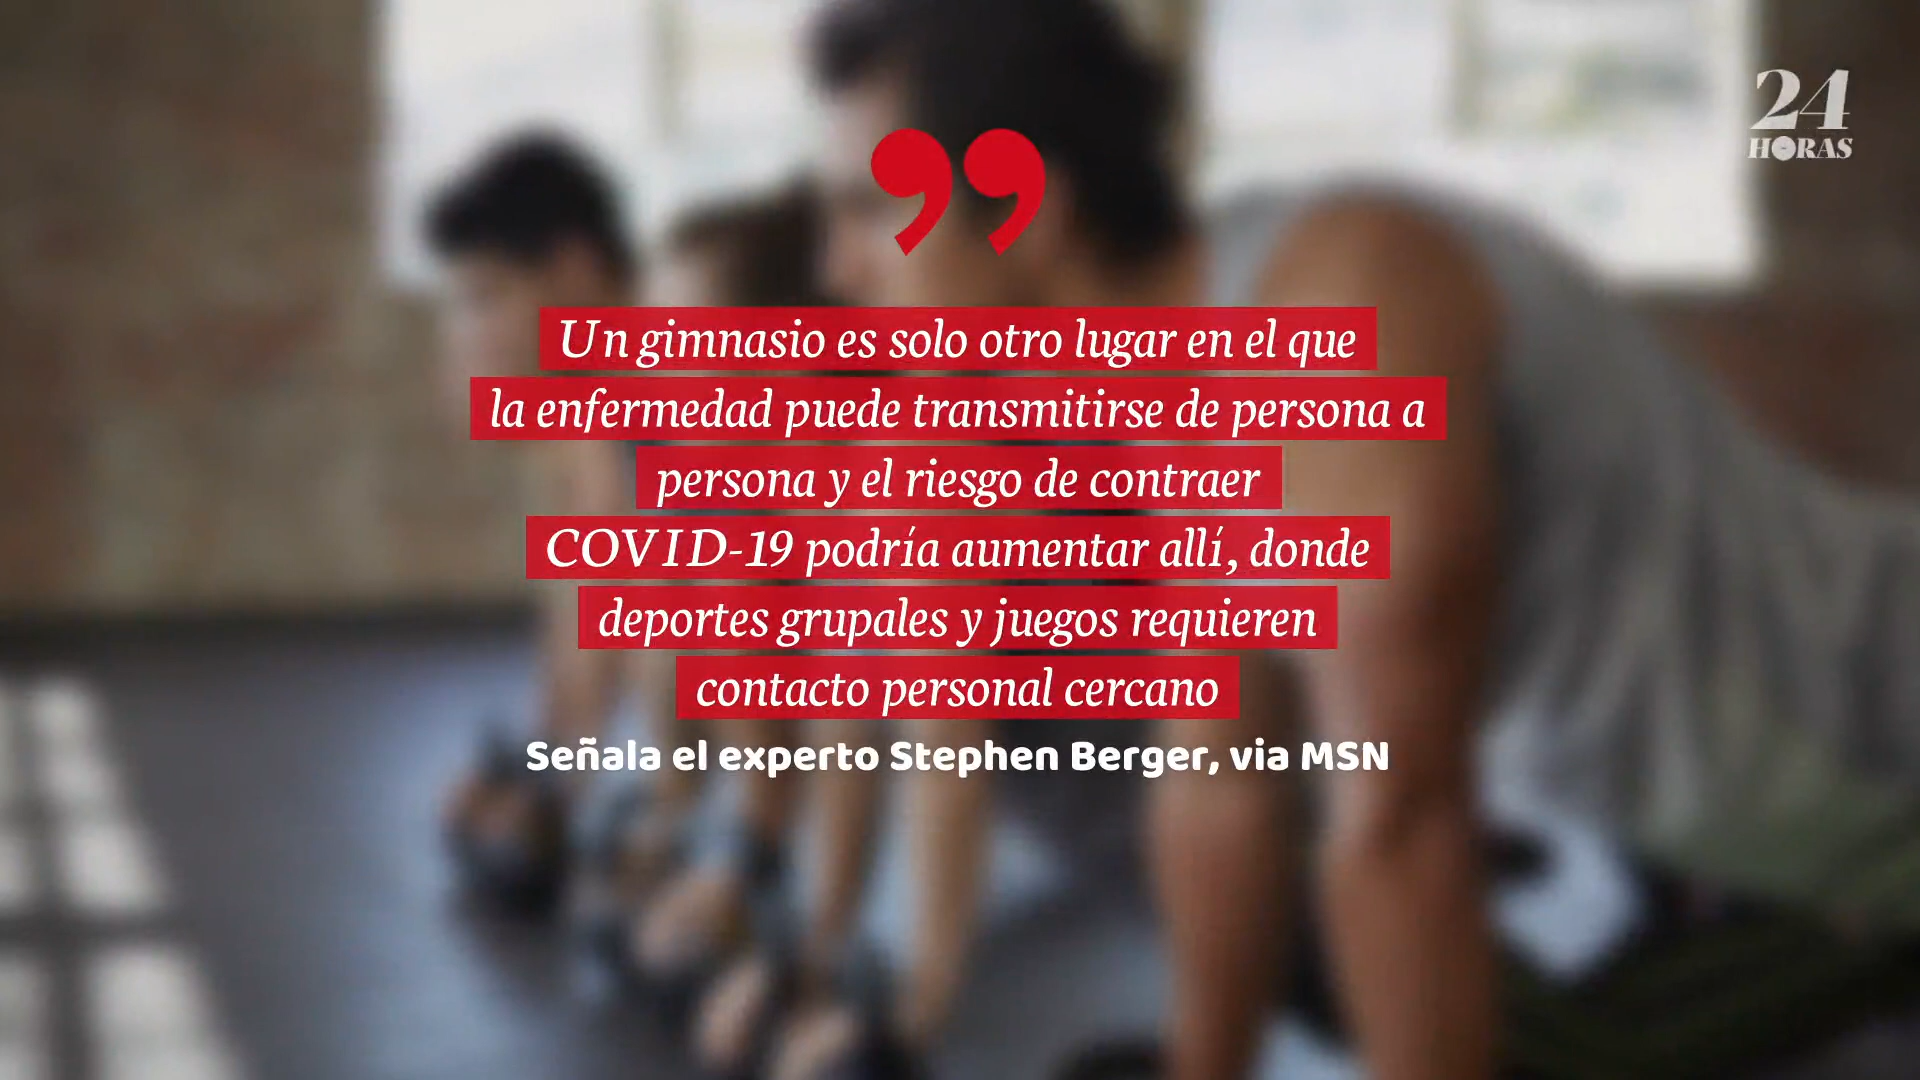 24
HORAS
”
Un gimnasio es solo otro lugar en el que
la enfermedad puede transmitirse de persona a
persona y el riesgo de contraer
COVID-19 podría aumentar allí, donde
deportes grupales y juegos requieren
contacto personal cercano
Señala el experto Stephen Berger, via MSN